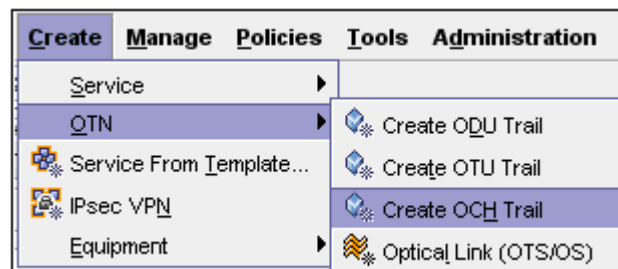 Create Manage Policies Tools Administration
Service
OTN
Service From Template...
IPsec VPN
Equipment
Create ODU Trail
Create OTU Trail
Create OCH Trail
Optical Link (OTS/OS)